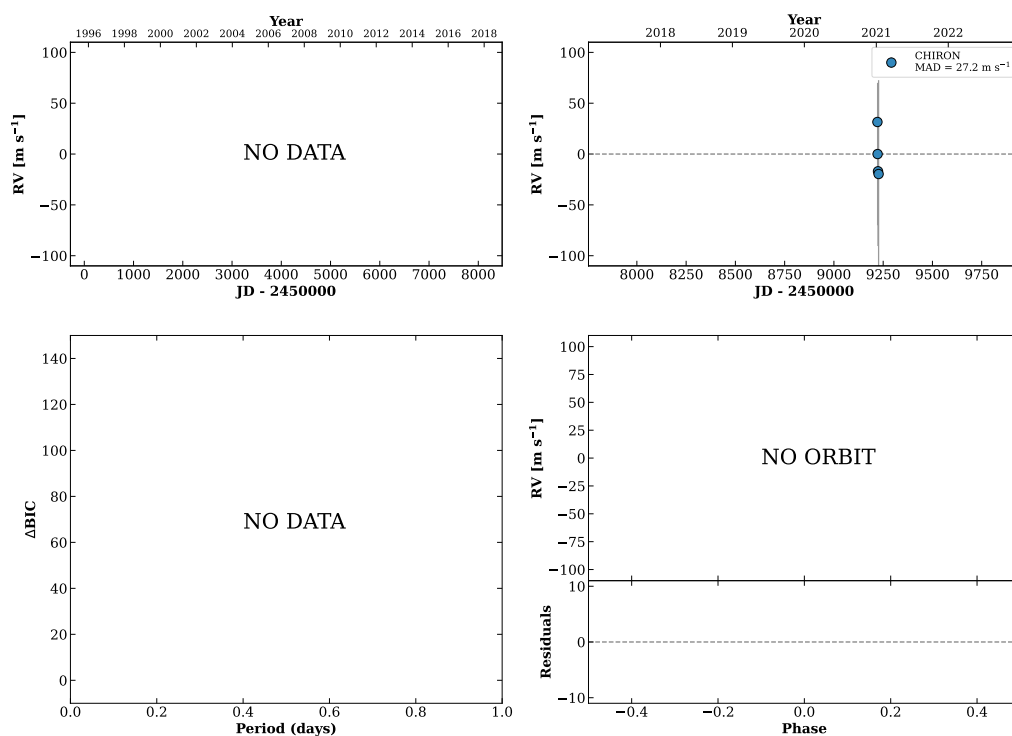 Year
1996 1998 2000 2002 2004 2006 2008 2010 2012 2014 2016 2018
100
50
0
−50
−100
RV [m s⁻¹]
NO DATA
0 1000 2000 3000 4000 5000 6000 7000 8000
JD - 2450000
Year
2018 2019 2020 2021 2022
CHIRON
MAD = 27.2 m s⁻¹
100
50
0
−50
−100
RV [m s⁻¹]
8000 8250 8500 8750 9000 9250 9500 9750
JD - 2450000
140
120
100
80
60
40
20
0
ΔBIC
NO DATA
0.0 0.2 0.4 0.6 0.8 1.0
Period (days)
100
75
50
25
0
−25
−50
−75
−100
RV [m s⁻¹]
NO ORBIT
10
0
−10
Residuals
−0.4 −0.2 0.0 0.2 0.4
Phase